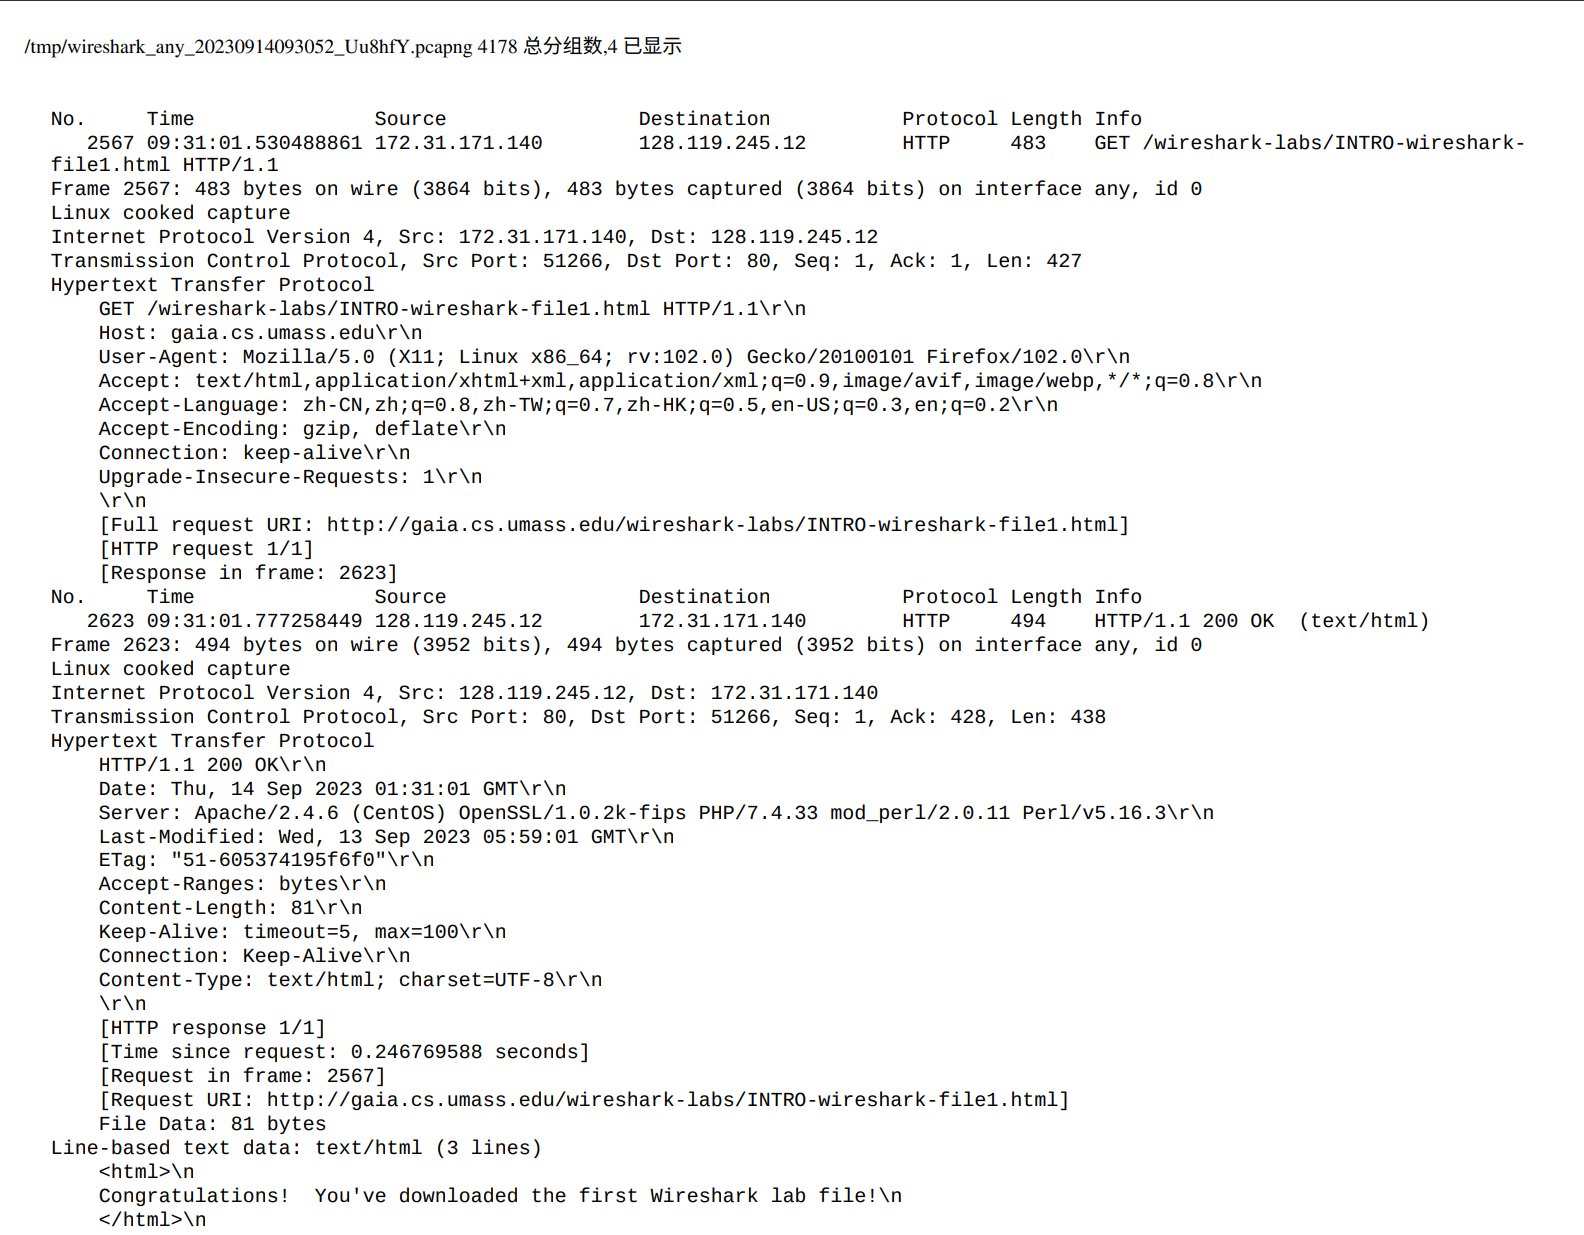 /tmp/wireshark_any_20230914093052_Uu8hfY.pcapng 4178 总分组数,4 已显示
No.     Time               Source                Destination           Protocol Length Info
   2567 09:31:01.530488861 172.31.171.140        128.119.245.12        HTTP     483    GET /wireshark-labs/INTRO-wireshark-
file1.html HTTP/1.1
Frame 2567: 483 bytes on wire (3864 bits), 483 bytes captured (3864 bits) on interface any, id 0
Linux cooked capture
Internet Protocol Version 4, Src: 172.31.171.140, Dst: 128.119.245.12
Transmission Control Protocol, Src Port: 51266, Dst Port: 80, Seq: 1, Ack: 1, Len: 427
Hypertext Transfer Protocol
    GET /wireshark-labs/INTRO-wireshark-file1.html HTTP/1.1\r\n
    Host: gaia.cs.umass.edu\r\n
    User-Agent: Mozilla/5.0 (X11; Linux x86_64; rv:102.0) Gecko/20100101 Firefox/102.0\r\n
    Accept: text/html,application/xhtml+xml,application/xml;q=0.9,image/avif,image/webp,*/*;q=0.8\r\n
    Accept-Language: zh-CN,zh;q=0.8,zh-TW;q=0.7,zh-HK;q=0.5,en-US;q=0.3,en;q=0.2\r\n
    Accept-Encoding: gzip, deflate\r\n
    Connection: keep-alive\r\n
    Upgrade-Insecure-Requests: 1\r\n
    \r\n
    [Full request URI: http://gaia.cs.umass.edu/wireshark-labs/INTRO-wireshark-file1.html]
    [HTTP request 1/1]
    [Response in frame: 2623]
No.     Time               Source                Destination           Protocol Length Info
   2623 09:31:01.777258449 128.119.245.12        172.31.171.140        HTTP     494    HTTP/1.1 200 OK  (text/html)
Frame 2623: 494 bytes on wire (3952 bits), 494 bytes captured (3952 bits) on interface any, id 0
Linux cooked capture
Internet Protocol Version 4, Src: 128.119.245.12, Dst: 172.31.171.140
Transmission Control Protocol, Src Port: 80, Dst Port: 51266, Seq: 1, Ack: 428, Len: 438
Hypertext Transfer Protocol
    HTTP/1.1 200 OK\r\n
    Date: Thu, 14 Sep 2023 01:31:01 GMT\r\n
    Server: Apache/2.4.6 (CentOS) OpenSSL/1.0.2k-fips PHP/7.4.33 mod_perl/2.0.11 Perl/v5.16.3\r\n
    Last-Modified: Wed, 13 Sep 2023 05:59:01 GMT\r\n
    ETag: "51-605374195f6f0"\r\n
    Accept-Ranges: bytes\r\n
    Content-Length: 81\r\n
    Keep-Alive: timeout=5, max=100\r\n
    Connection: Keep-Alive\r\n
    Content-Type: text/html; charset=UTF-8\r\n
    \r\n
    [HTTP response 1/1]
    [Time since request: 0.246769588 seconds]
    [Request in frame: 2567]
    [Request URI: http://gaia.cs.umass.edu/wireshark-labs/INTRO-wireshark-file1.html]
    File Data: 81 bytes
Line-based text data: text/html (3 lines)
    <html>\n
    Congratulations!  You've downloaded the first Wireshark lab file!\n
    </html>\n